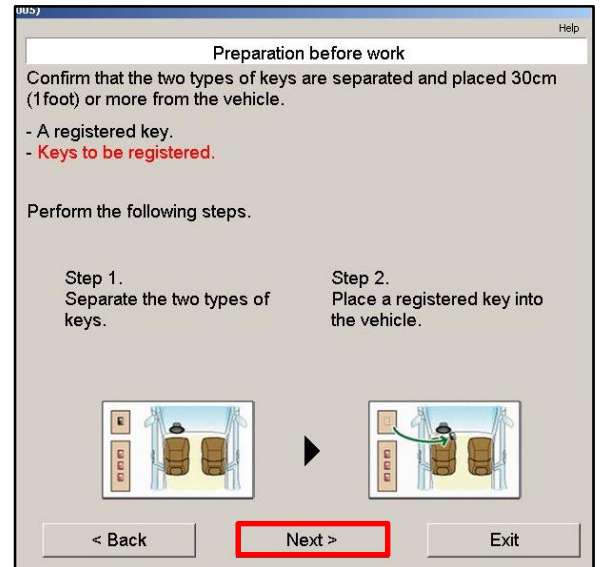 005)
Help
Preparation before work
Confirm that the two types of keys are separated and placed 30cm
(1foot) or more from the vehicle.
- A registered key.
- Keys to be registered.
Perform the following steps.
Step 1.
Separate the two types of
keys.
Step 2.
Place a registered key into
the vehicle.
< Back
Next >
Exit